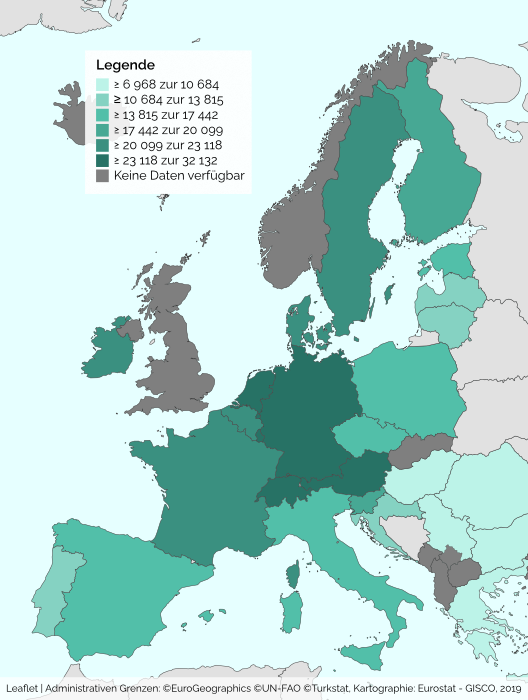 Legende
≥ 6 968 zur 10 684
≥ 10 684 zur 13 815
≥ 13 815 zur 17 442
≥ 17 442 zur 20 099
≥ 20 099 zur 23 118
≥ 23 118 zur 32 132
Keine Daten verfügbar
Leaflet | Administrativen Grenzen: ©EuroGeographics ©UN-FAO ©Turkstat, Kartographie: Eurostat - GISCO, 2018